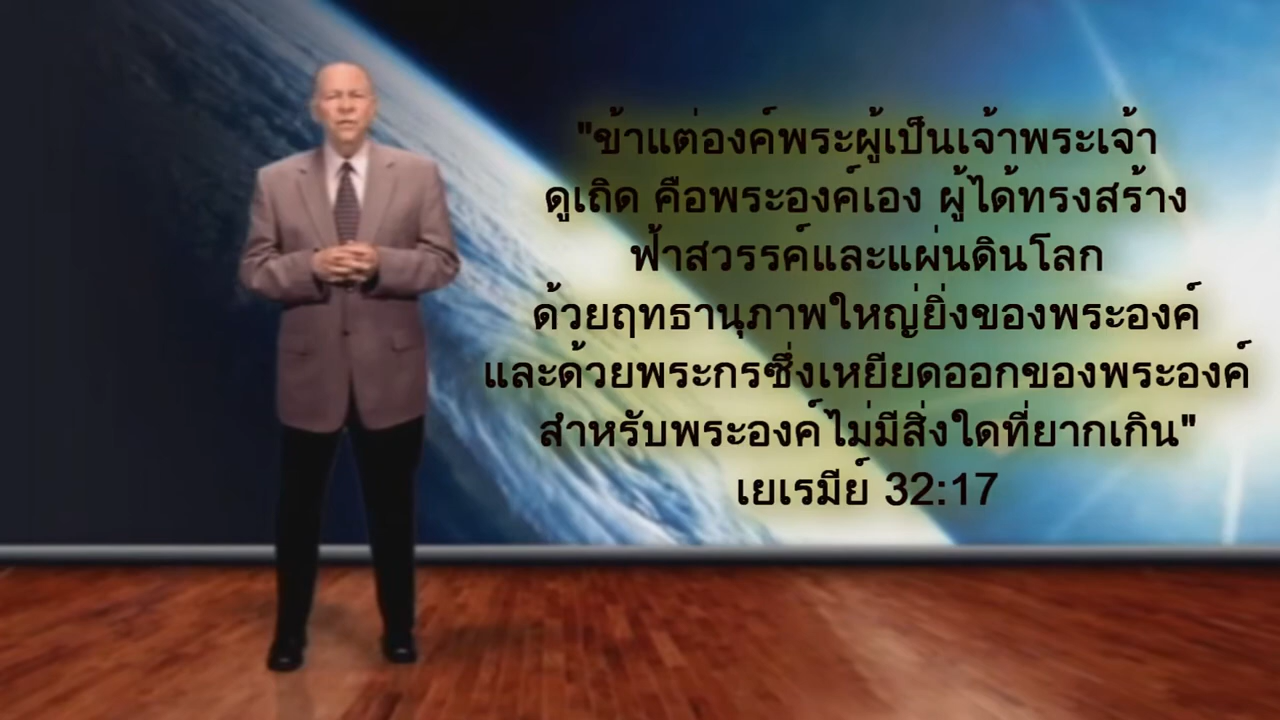 "ข้าแต่องค์พระผู้เป็นเจ้าพระเจ้า
ดูเถิด คือพระองค์เอง ผู้ได้ทรงสร้าง
ฟ้าสวรรค์และแผ่นดินโลก
ด้วยฤทธานุภาพใหญ่ยิ่งของพระองค์
และด้วยพระกรซึ่งเหยียดออกของพระองค์
สำหรับพระองค์ไม่มีสิ่งใดที่ยากเกิน"
เยเรมีย์ 32:17